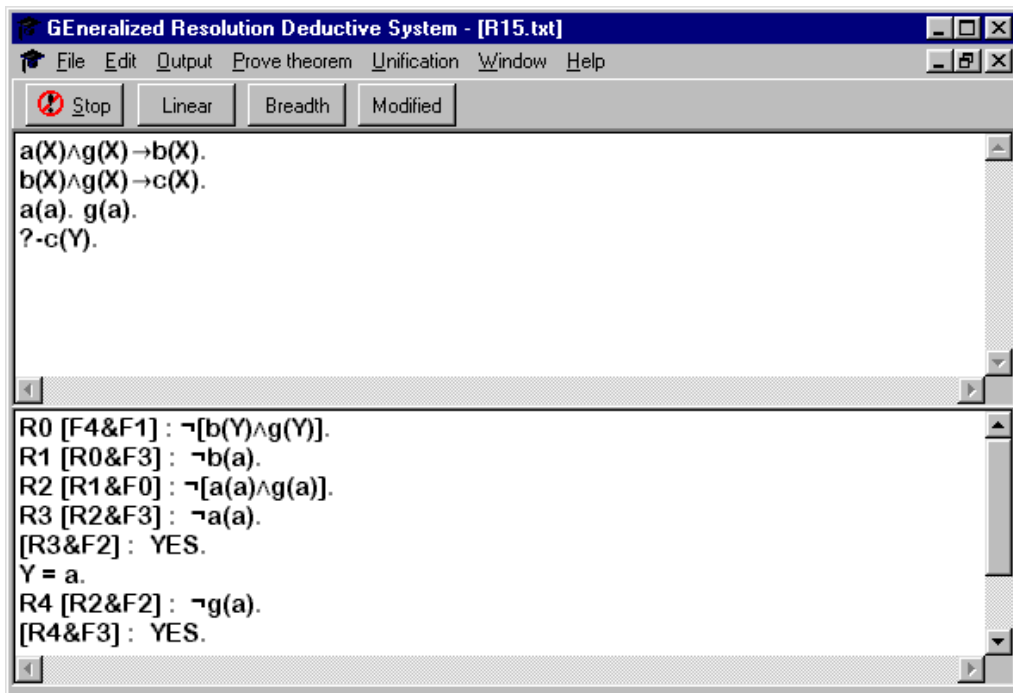 GEneralized Resolution Deductive System - [R15.txt]
File Edit Output Prove theorem Unification Window Help
Stop Linear Breadth Modified
a(X)∧g(X)→b(X).
b(X)∧g(X)→c(X).
a(a). g(a).
?-c(Y).
R0 [F4&F1] : ¬[b(Y)∧g(Y)].
R1 [R0&F3] : ¬b(a).
R2 [R1&F0] : ¬[a(a)∧g(a)].
R3 [R2&F3] : ¬a(a).
[R3&F2] : YES.
Y = a.
R4 [R2&F2] : ¬g(a).
[R4&F3] : YES.